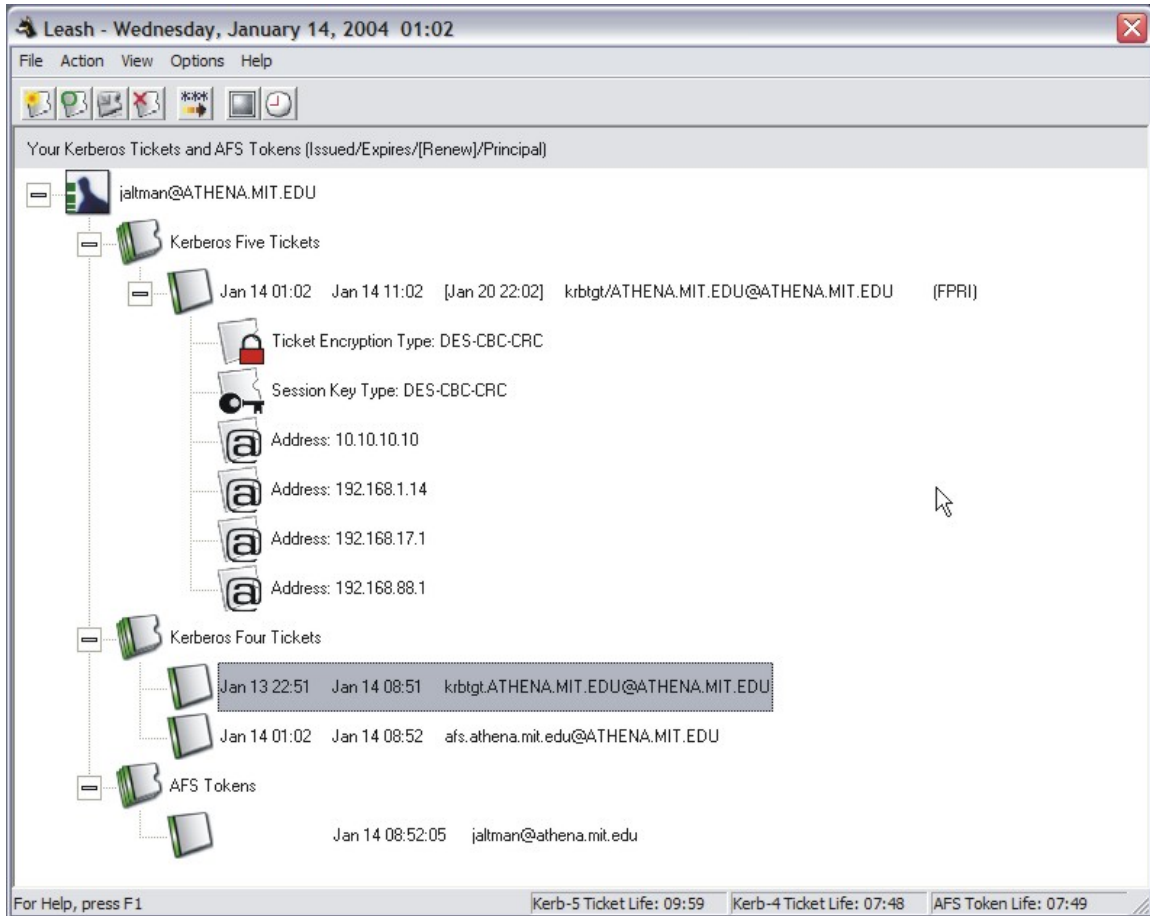 Leash - Wednesday, January 14, 2004 01:02
File Action View Options Help
Your Kerberos Tickets and AFS Tokens (Issued/Expires/[Renew]/Principal)
jaltman@ATHENA.MIT.EDU
Kerberos Five Tickets
Jan 14 01:02 Jan 14 11:02 [Jan 20 22:02] krbtgt/ATHENA.MIT.EDU@ATHENA.MIT.EDU (FPRI)
Ticket Encryption Type: DES-CBC-CRC
Session Key Type: DES-CBC-CRC
Address: 10.10.10.10
Address: 192.168.1.14
Address: 192.168.17.1
Address: 192.168.88.1
Kerberos Four Tickets
Jan 13 22:51 Jan 14 08:51 krbtgt.ATHENA.MIT.EDU@ATHENA.MIT.EDU
Jan 14 01:02 Jan 14 08:52 afs.athena.mit.edu@ATHENA.MIT.EDU
AFS Tokens
Jan 14 08:52:05 jaltman@athena.mit.edu
For Help, press F1 Kerb-5 Ticket Life: 09:59 Kerb-4 Ticket Life: 07:48 AFS Token Life: 07:49